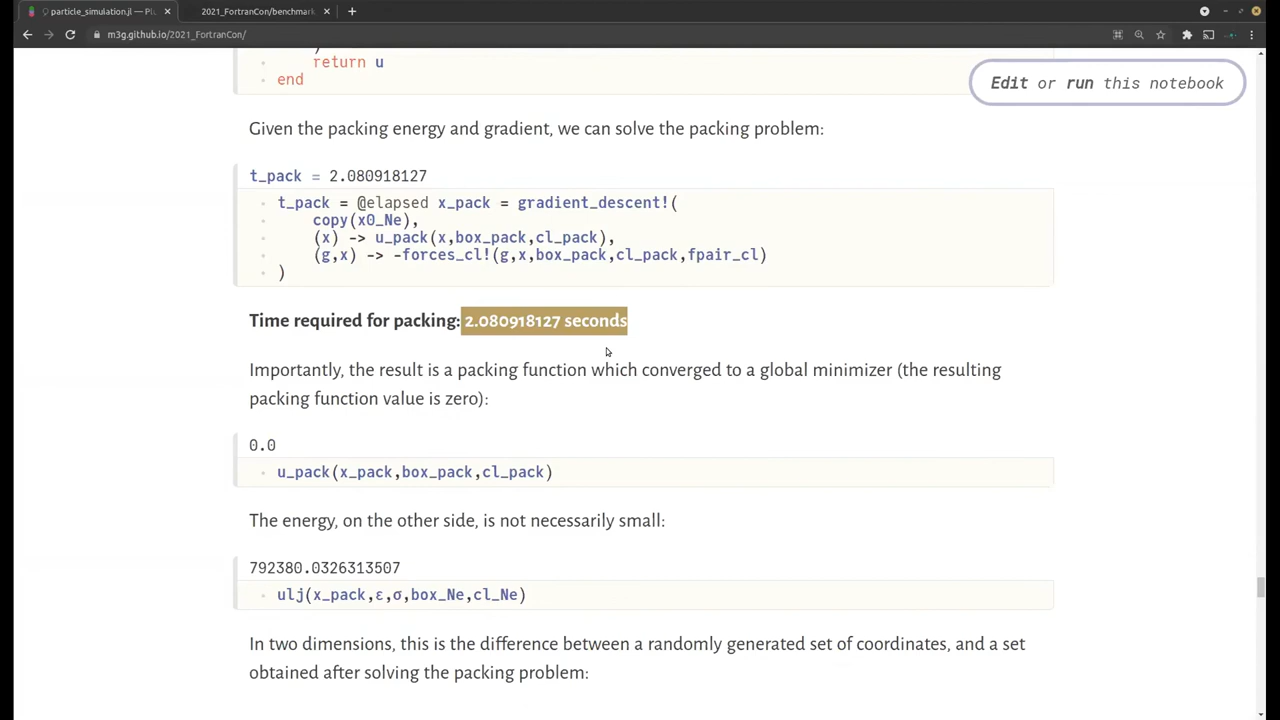 particle_simulation.jl — Pl
2021_FortranCon/benchmark
m3g.github.io/2021_FortranCon/
return u
end
Edit or run this notebook
Given the packing energy and gradient, we can solve the packing problem:
t_pack = 2.080918127
t_pack = @elapsed x_pack = gradient_descent!(
copy(x0_Ne),
(x) -> u_pack(x,box_pack,cl_pack),
(g,x) -> -forces_cl!(g,x,box_pack,cl_pack,fpair_cl)
)
Time required for packing: 2.080918127 seconds
Importantly, the result is a packing function which converged to a global minimizer (the resulting
packing function value is zero):
0.0
u_pack(x_pack,box_pack,cl_pack)
The energy, on the other side, is not necessarily small:
792380.0326313507
ulj(x_pack,ε,σ,box_Ne,cl_Ne)
In two dimensions, this is the difference between a randomly generated set of coordinates, and a set
obtained after solving the packing problem: